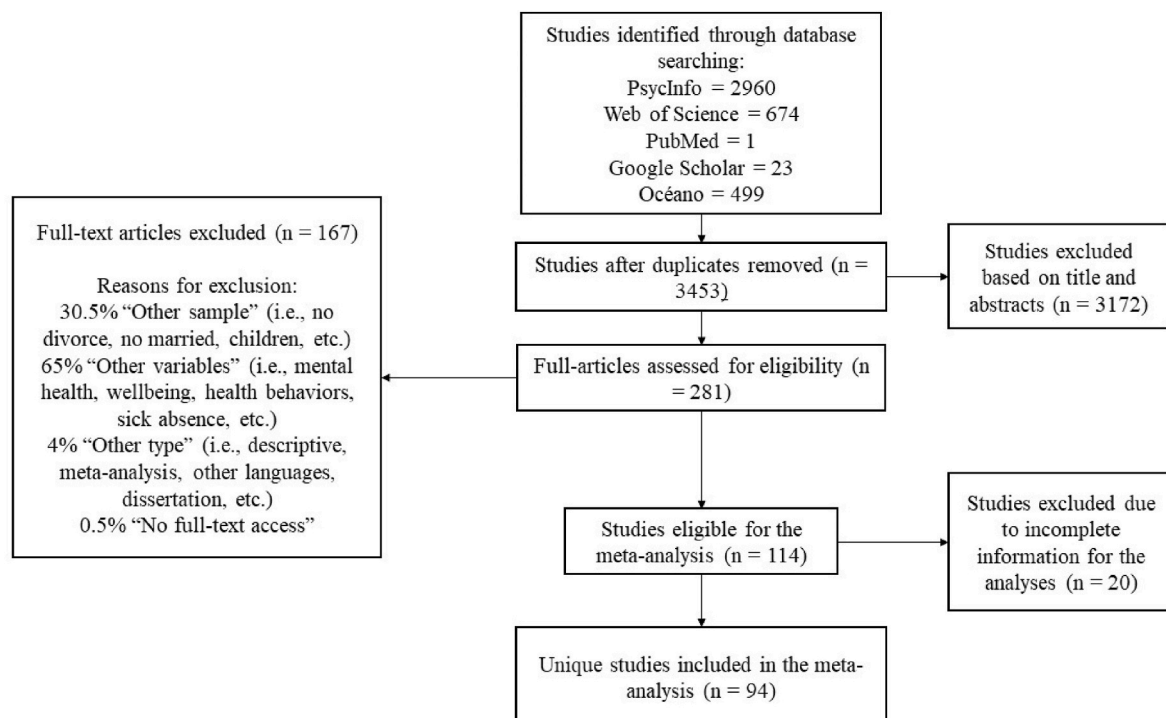 Studies identified through database
searching:
PsycInfo = 2960
Web of Science = 674
PubMed = 1
Google Scholar = 23
Océano = 499
Studies after duplicates removed (n =
3453)
Studies excluded
based on title and
abstracts (n = 3172)
Full-articles assessed for eligibility (n
= 281)
Full-text articles excluded (n = 167)
Reasons for exclusion:
30.5% “Other sample” (i.e., no
divorce, no married, children, etc.)
65% “Other variables” (i.e., mental
health, wellbeing, health behaviors,
sick absence, etc.)
4% “Other type” (i.e., descriptive,
meta-analysis, other languages,
dissertation, etc.)
0.5% “No full-text access”
Studies eligible for the
meta-analysis (n = 114)
Studies excluded due
to incomplete
information for the
analyses (n = 20)
Unique studies included in the meta-
analysis (n = 94)